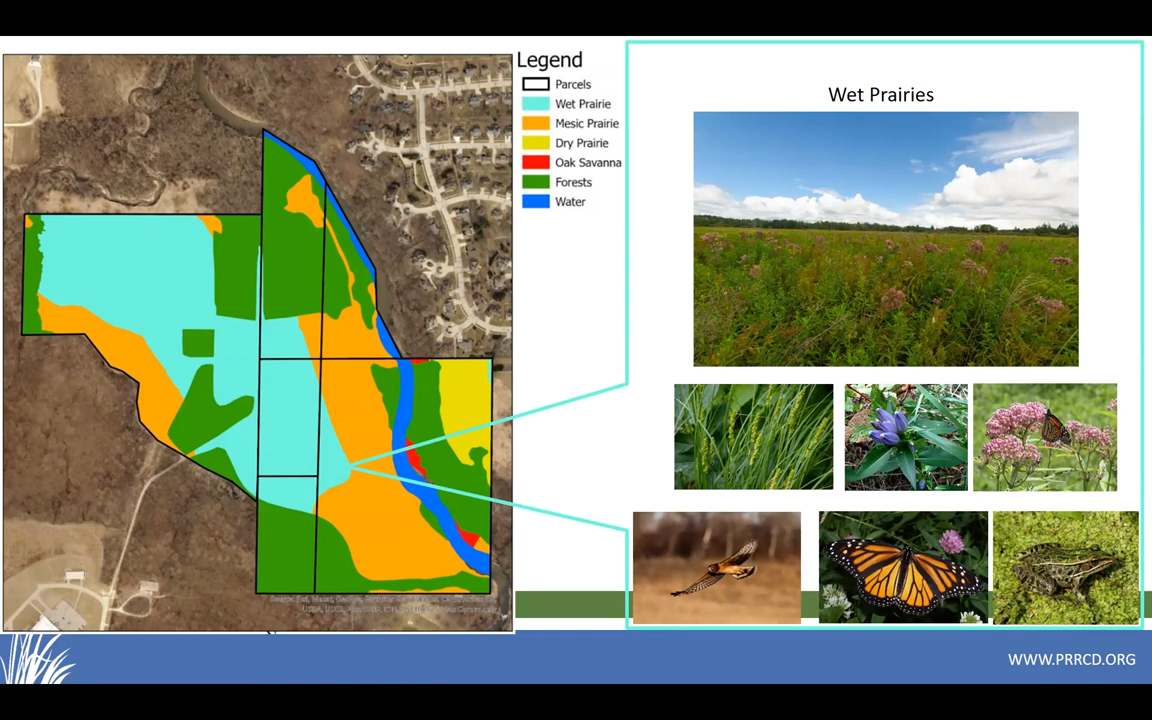 Legend
Parcels
Wet Prairie
Mesic Prairie
Dry Prairie
Oak Savanna
Forests
Water
Wet Prairies
WWW.PRRCD.ORG